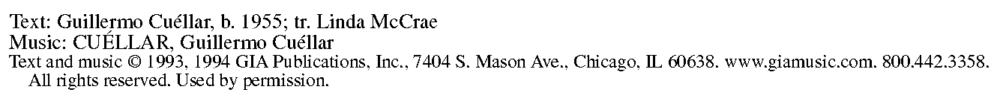 Text: Guillermo Cuéllar, b. 1955; tr. Linda McCrae
Music: CUÉLLAR, Guillermo Cuéllar
Text and music © 1993, 1994 GIA Publications, Inc., 7404 S. Mason Ave., Chicago, IL 60638. www.giamusic.com. 800.442.3358.
All rights reserved. Used by permission.